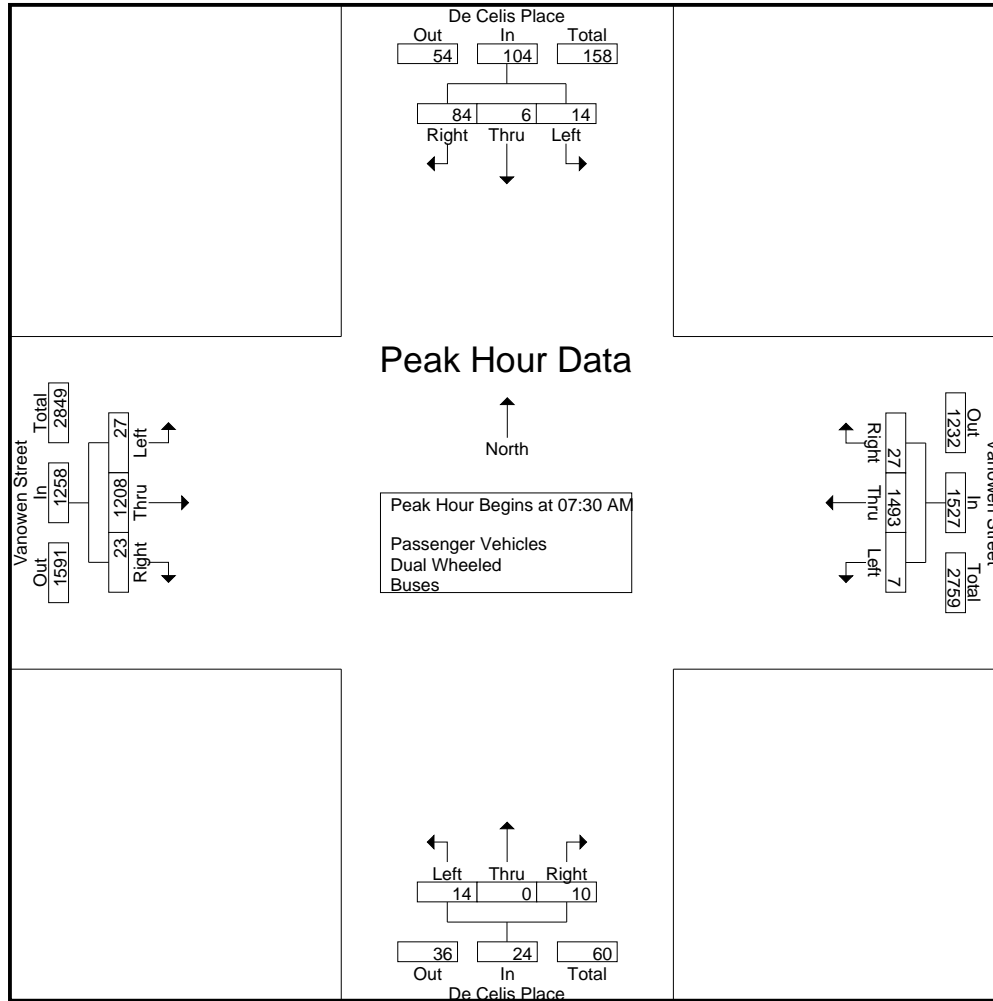 De Celis Place
Out In Total
54 104 158
84 6 14
Right Thru Left
Peak Hour Data
North
Peak Hour Begins at 07:30 AM
Passenger Vehicles
Dual Wheeled
Buses
Vanowen Street
Total In Out
2849 1258 1591
27 1208 23
Left Thru Right
Right Thru Left
27 1493 7
1232 1527 2759
Out In Total
Vanowen Street
Left Thru Right
14 0 10
36 24 60
Out In Total
De Celis Place